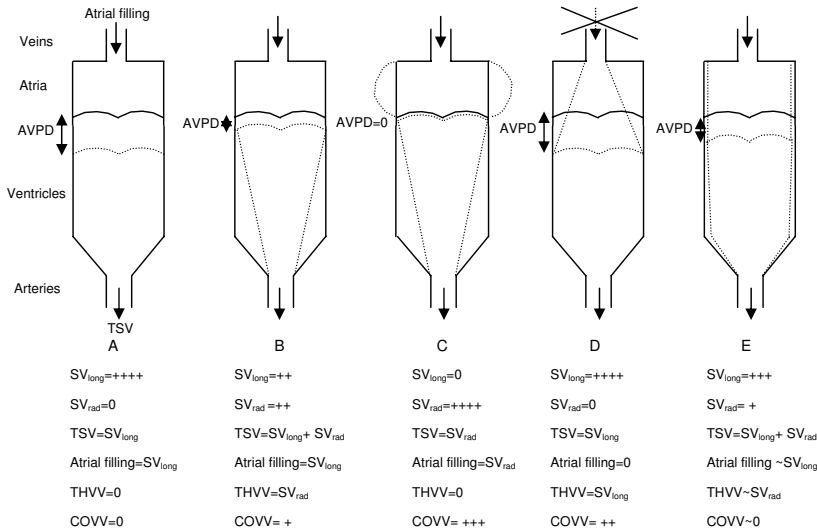 Atrial filling
Veins
Atria
AVPD
AVPD
AVPD=0
AVPD
AVPD
Ventricles
Arteries
TSV
A B C D E
SVlong=++++ SVlong=++ SVlong=0 SVlong=++++ SVlong=+++
SVrad=0 SVrad =++ SVrad=++++ SVrad=0 SVrad= +
TSV=SVlong TSV=SVlong+ SVrad TSV=SVrad TSV=SVlong TSV=SVlong+ SVrad
Atrial filling=SVlong Atrial filling=SVlong Atrial filling=SVrad Atrial filling=0 Atrial filling ~SVlong
THVV=0 THVV=SVrad THVV=0 THVV=SVlong THVV~SVrad
COVV=0 COVV= + COVV= +++ COVV= ++ COVV~0